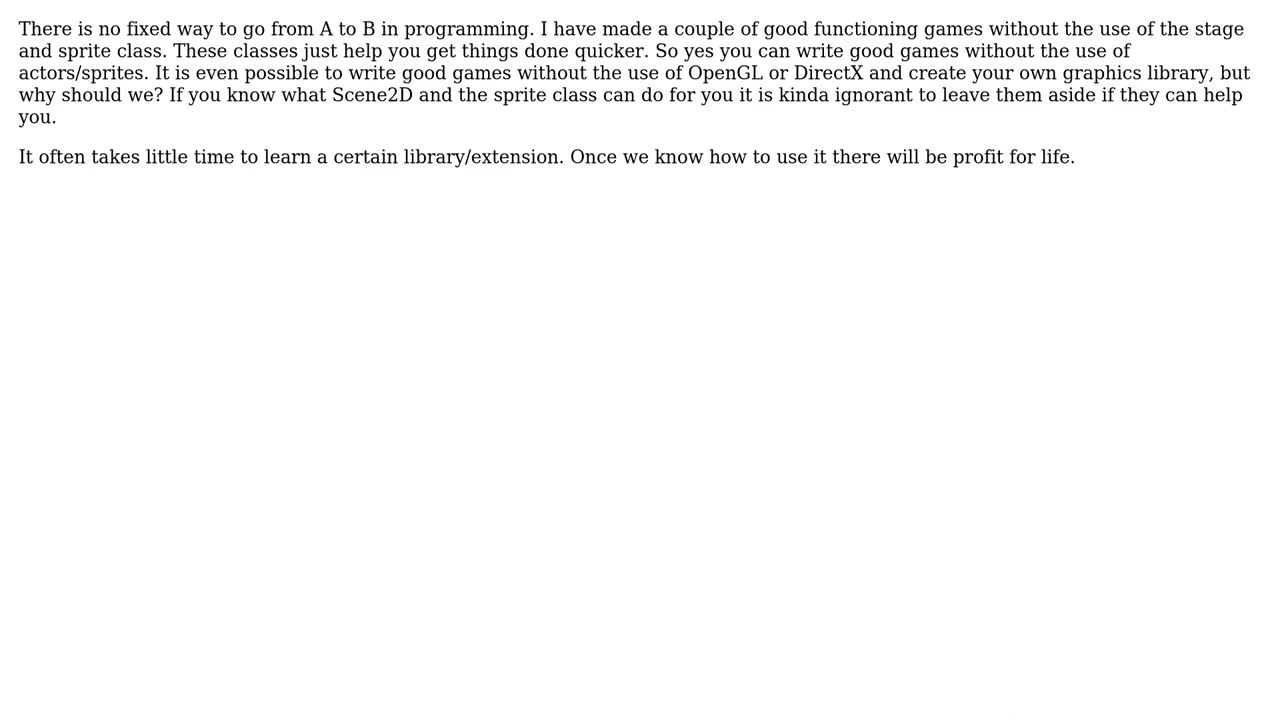 There is no fixed way to go from A to B in programming. I have made a couple of good functioning games without the use of the stage
and sprite class. These classes just help you get things done quicker. So yes you can write good games without the use of
actors/sprites. It is even possible to write good games without the use of OpenGL or DirectX and create your own graphics library, but
why should we? If you know what Scene2D and the sprite class can do for you it is kinda ignorant to leave them aside if they can help
you.
It often takes little time to learn a certain library/extension. Once we know how to use it there will be profit for life.